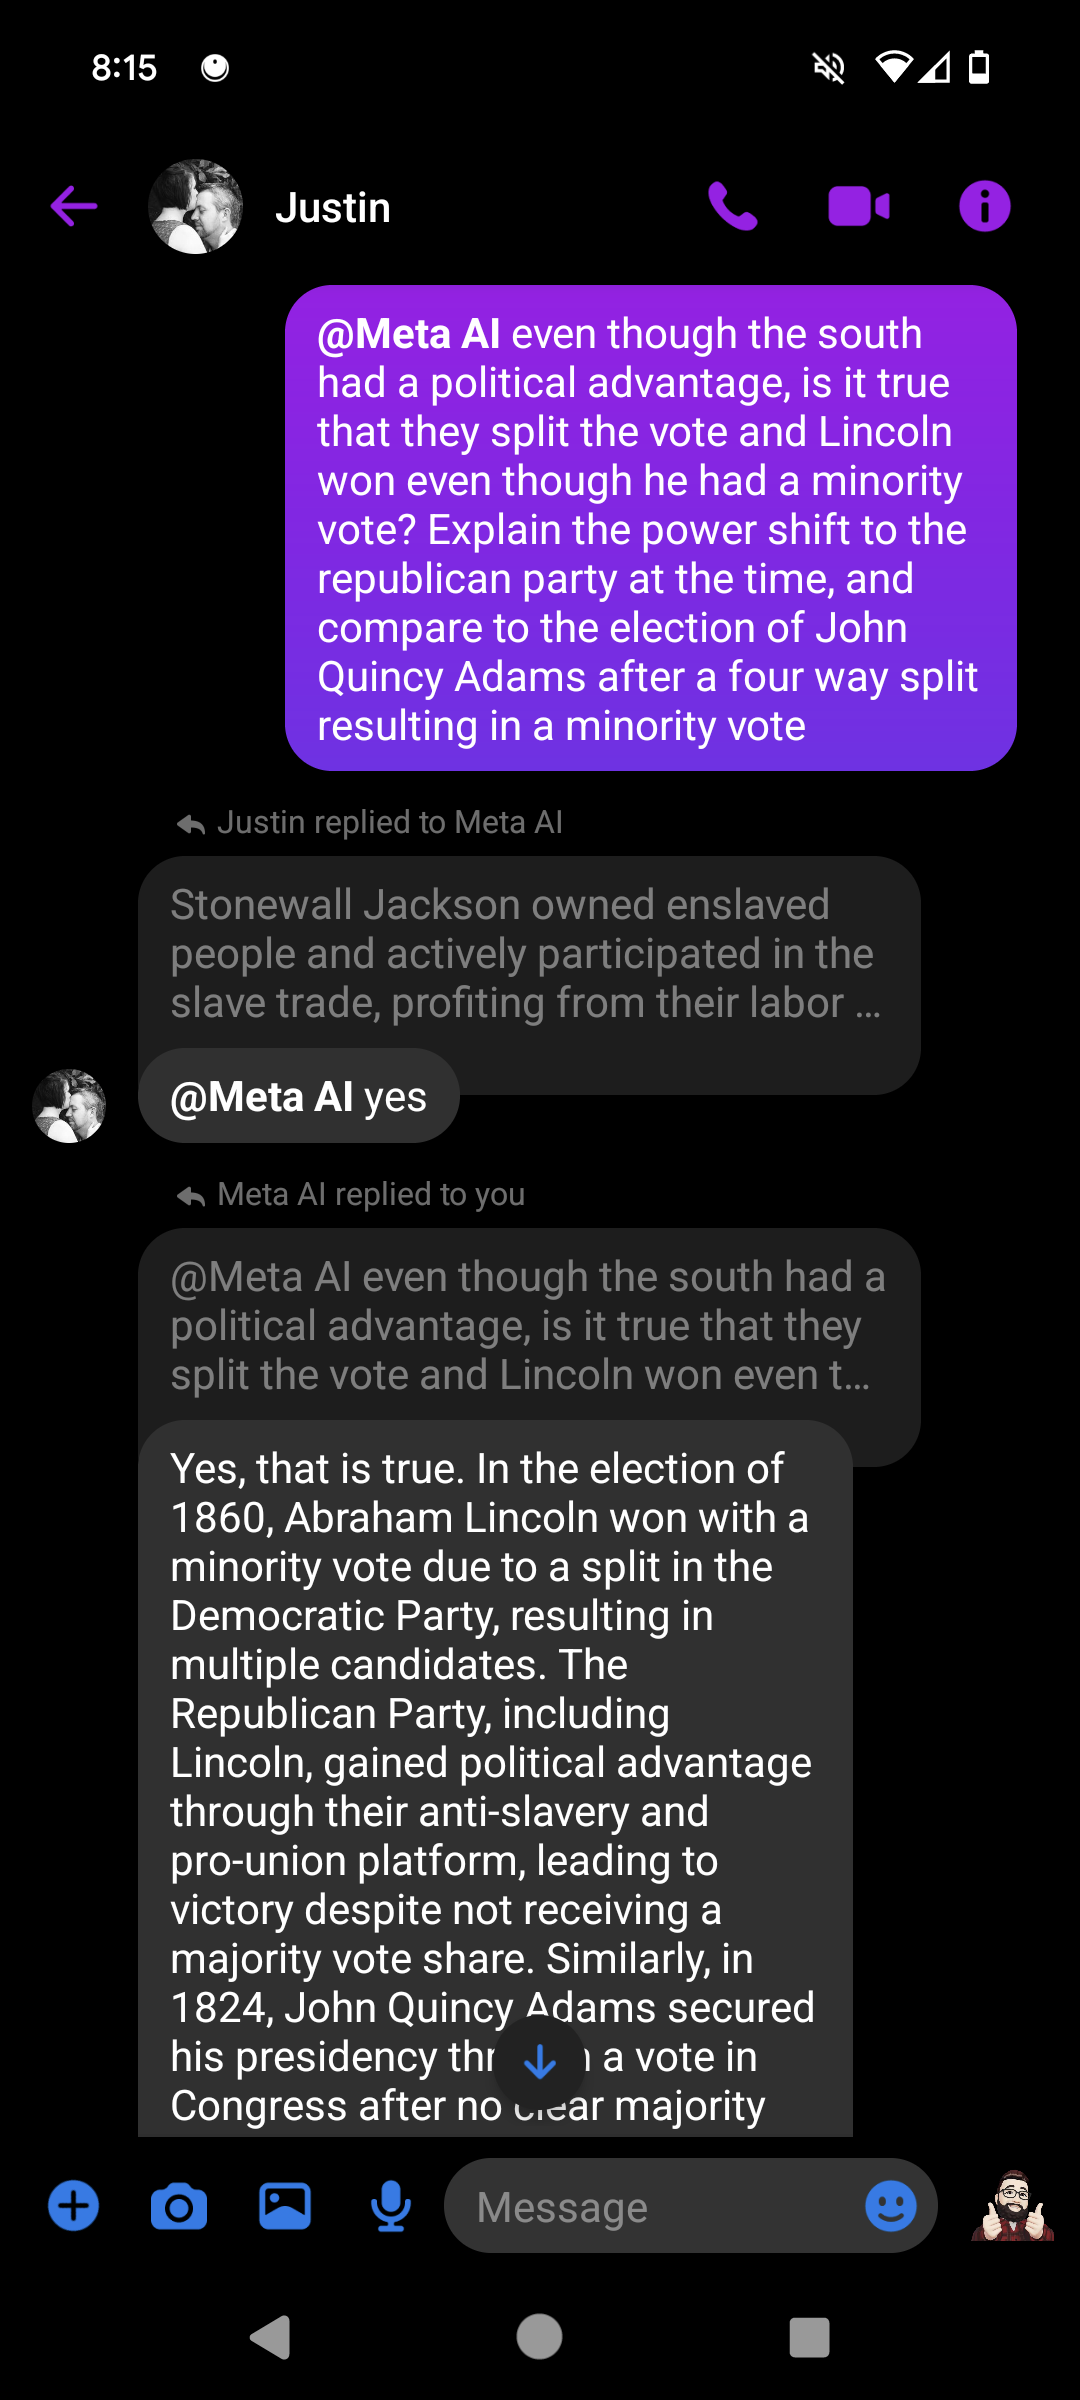 8:15
Justin
@Meta AI even though the south
had a political advantage, is it true
that they split the vote and Lincoln
won even though he had a minority
vote? Explain the power shift to the
republican party at the time, and
compare to the election of John
Quincy Adams after a four way split
resulting in a minority vote
Justin replied to Meta AI
Stonewall Jackson owned enslaved
people and actively participated in the
slave trade, profiting from their labor ...
@Meta AI yes
Meta AI replied to you
@Meta AI even though the south had a
political advantage, is it true that they
split the vote and Lincoln won even t...
Yes, that is true. In the election of
1860, Abraham Lincoln won with a
minority vote due to a split in the
Democratic Party, resulting in
multiple candidates. The
Republican Party, including
Lincoln, gained political advantage
through their anti-slavery and
pro-union platform, leading to
victory despite not receiving a
majority vote share. Similarly, in
1824, John Quincy Adams secured
his presidency a vote in
Congress after no clear majority
Message